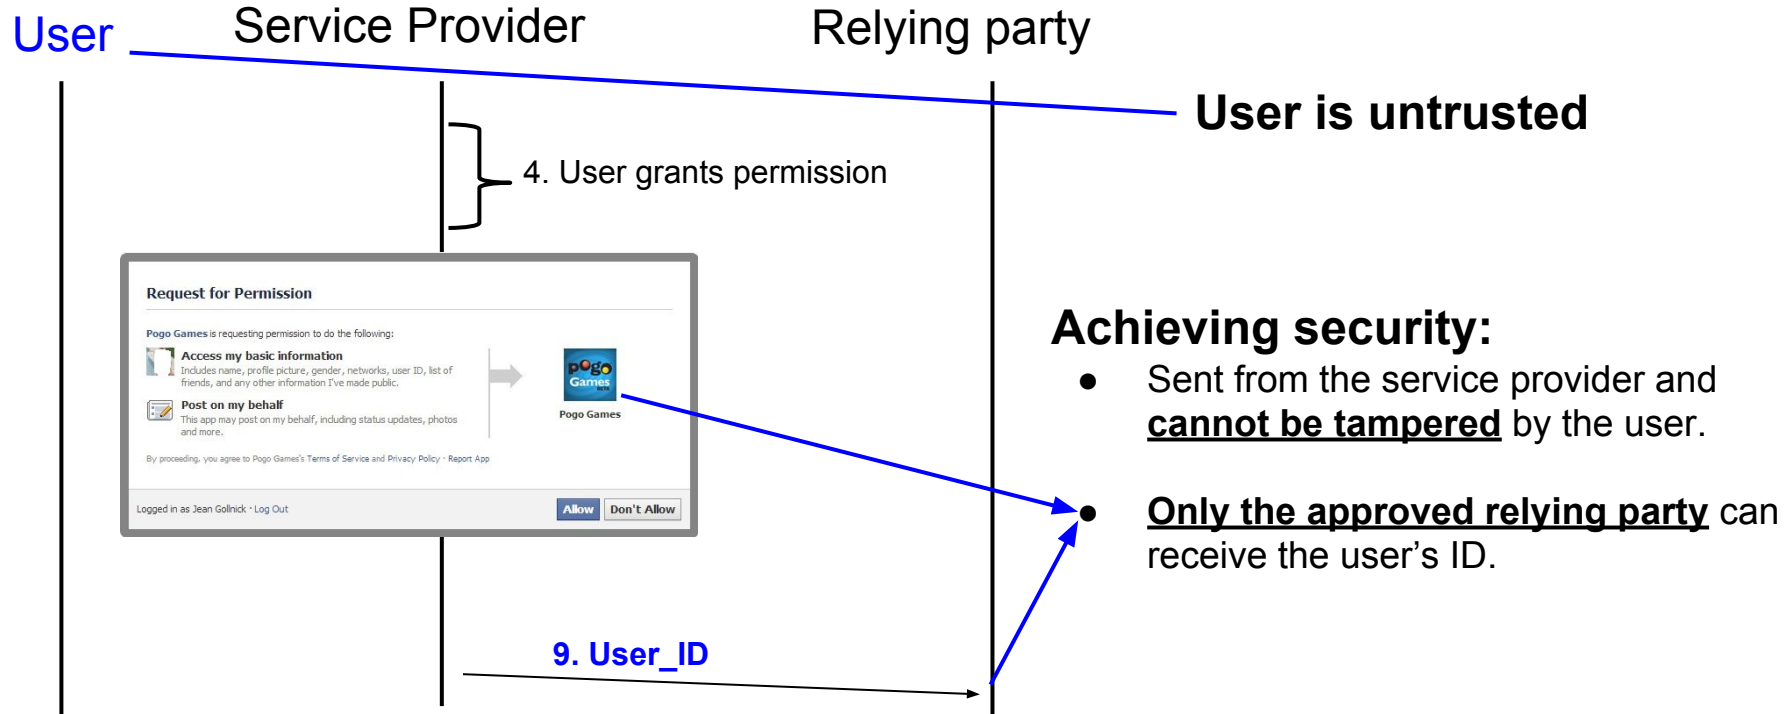 User
Service Provider
Relying party
User is untrusted
4. User grants permission
Request for Permission
Pogo Games is requesting permission to do the following:
Access my basic information
Includes name, profile picture, gender, networks, user ID, list of
friends, and any other information I've made public.
Post on my behalf
This app may post on my behalf, including status updates, photos
and more.
pogo
Games
BETA
Pogo Games
By proceeding, you agree to Pogo Games's Terms of Service and Privacy Policy · Report App
Logged in as Jean Gollnick · Log Out
Allow
Don't Allow
Achieving security:
● Sent from the service provider and
cannot be tampered by the user.
● Only the approved relying party can
receive the user’s ID.
9. User_ID